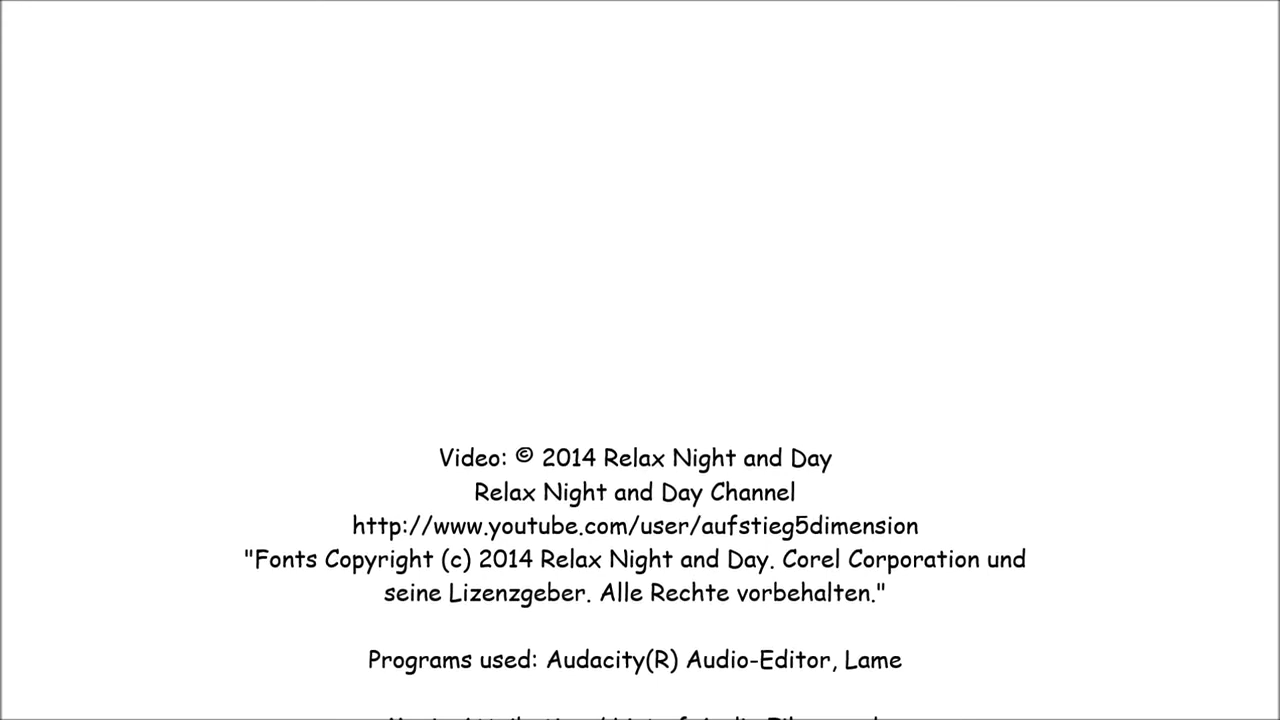 Video: © 2014 Relax Night and Day
Relax Night and Day Channel
http://www.youtube.com/user/aufstieg5dimension
"Fonts Copyright (c) 2014 Relax Night and Day. Corel Corporation und
seine Lizenzgeber. Alle Rechte vorbehalten."
Programs used: Audacity(R) Audio-Editor, Lame